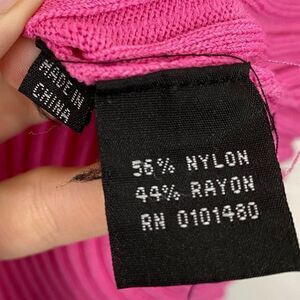 MADE IN
CHINA
56% NYLON
44% RAYON
RN 0101480